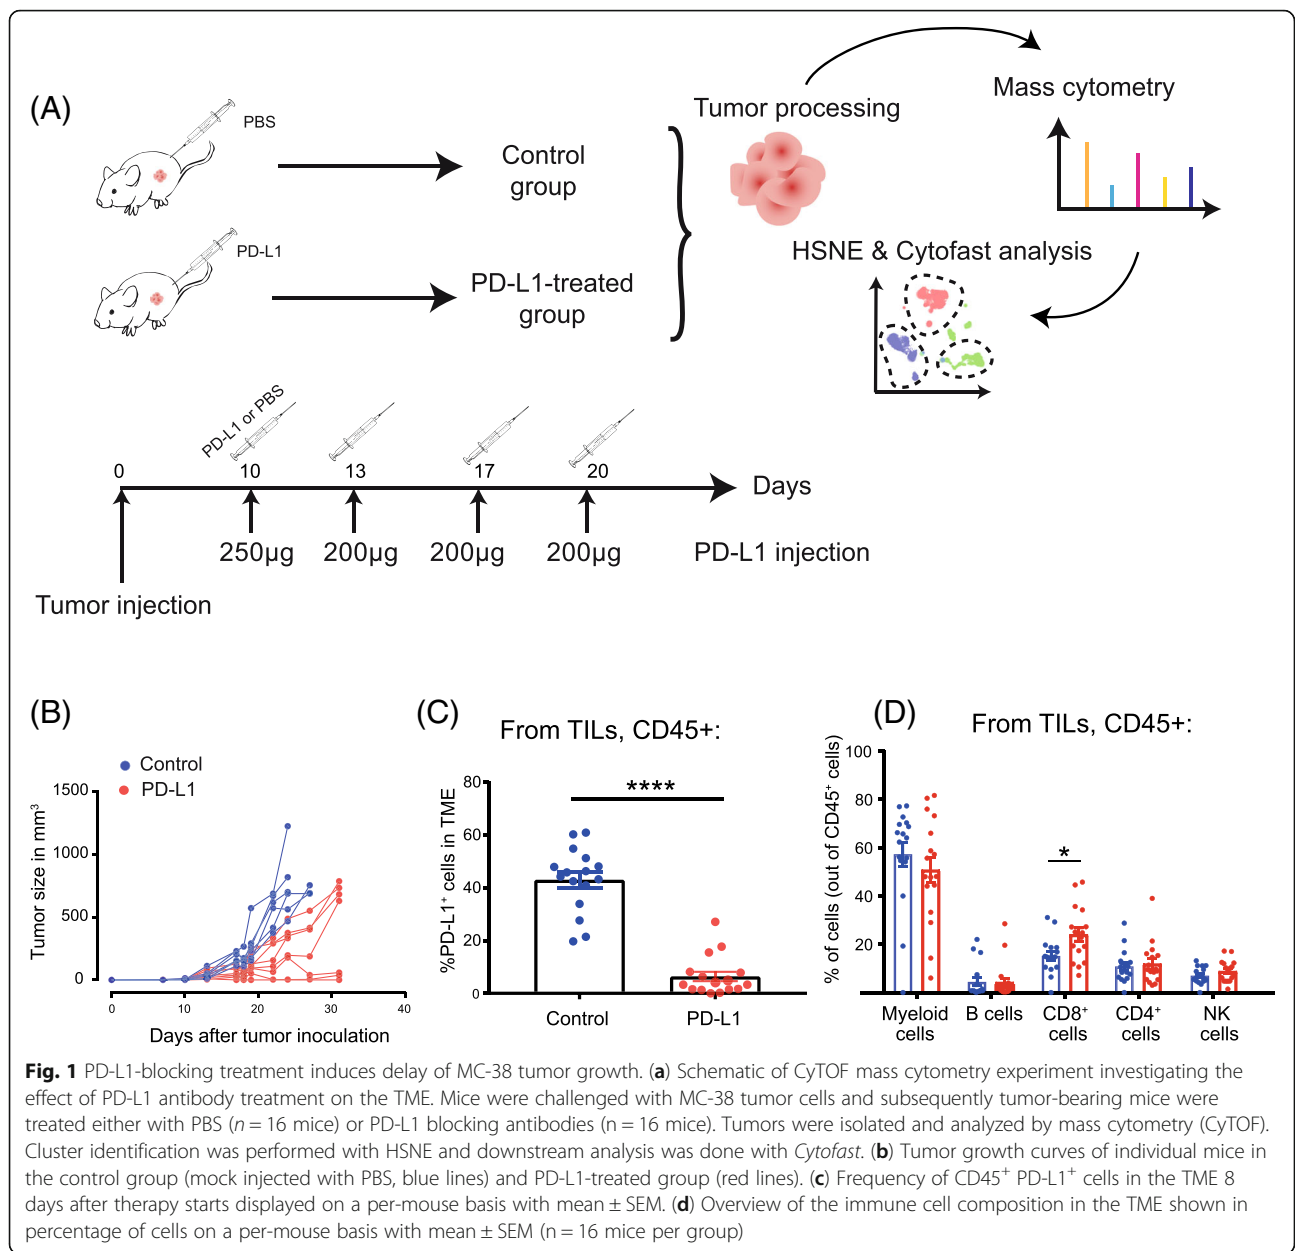 (A)
PBS
Control
group
PD-L1
PD-L1-treated
group
Tumor processing
Mass cytometry
HSNE & Cytofast analysis
PD-L1 or PBS
0 10 13 17 20
Days
250µg 200µg 200µg 200µg PD-L1 injection
Tumor injection
(B)
Control
PD-L1
Tumor size in mm³
1500
1000
500
0
0 10 20 30 40
Days after tumor inoculation
(C)
From TILs, CD45+:
%PD-L1⁺ cells in TME
80
60
40
20
0
****
Control PD-L1
(D)
From TILs, CD45+:
% of cells (out of CD45⁺ cells)
100
80
60
40
20
*
Myeloid cells
B cells
CD8⁺ cells
CD4⁺ cells
NK cells
Fig. 1 PD-L1-blocking treatment induces delay of MC-38 tumor growth. (a) Schematic of CyTOF mass cytometry experiment investigating the
effect of PD-L1 antibody treatment on the TME. Mice were challenged with MC-38 tumor cells and subsequently tumor-bearing mice were
treated either with PBS (n = 16 mice) or PD-L1 blocking antibodies (n = 16 mice). Tumors were isolated and analyzed by mass cytometry (CyTOF).
Cluster identification was performed with HSNE and downstream analysis was done with Cytofast. (b) Tumor growth curves of individual mice in
the control group (mock injected with PBS, blue lines) and PD-L1-treated group (red lines). (c) Frequency of CD45⁺ PD-L1⁺ cells in the TME 8
days after therapy starts displayed on a per-mouse basis with mean ± SEM. (d) Overview of the immune cell composition in the TME shown in
percentage of cells on a per-mouse basis with mean ± SEM (n = 16 mice per group)